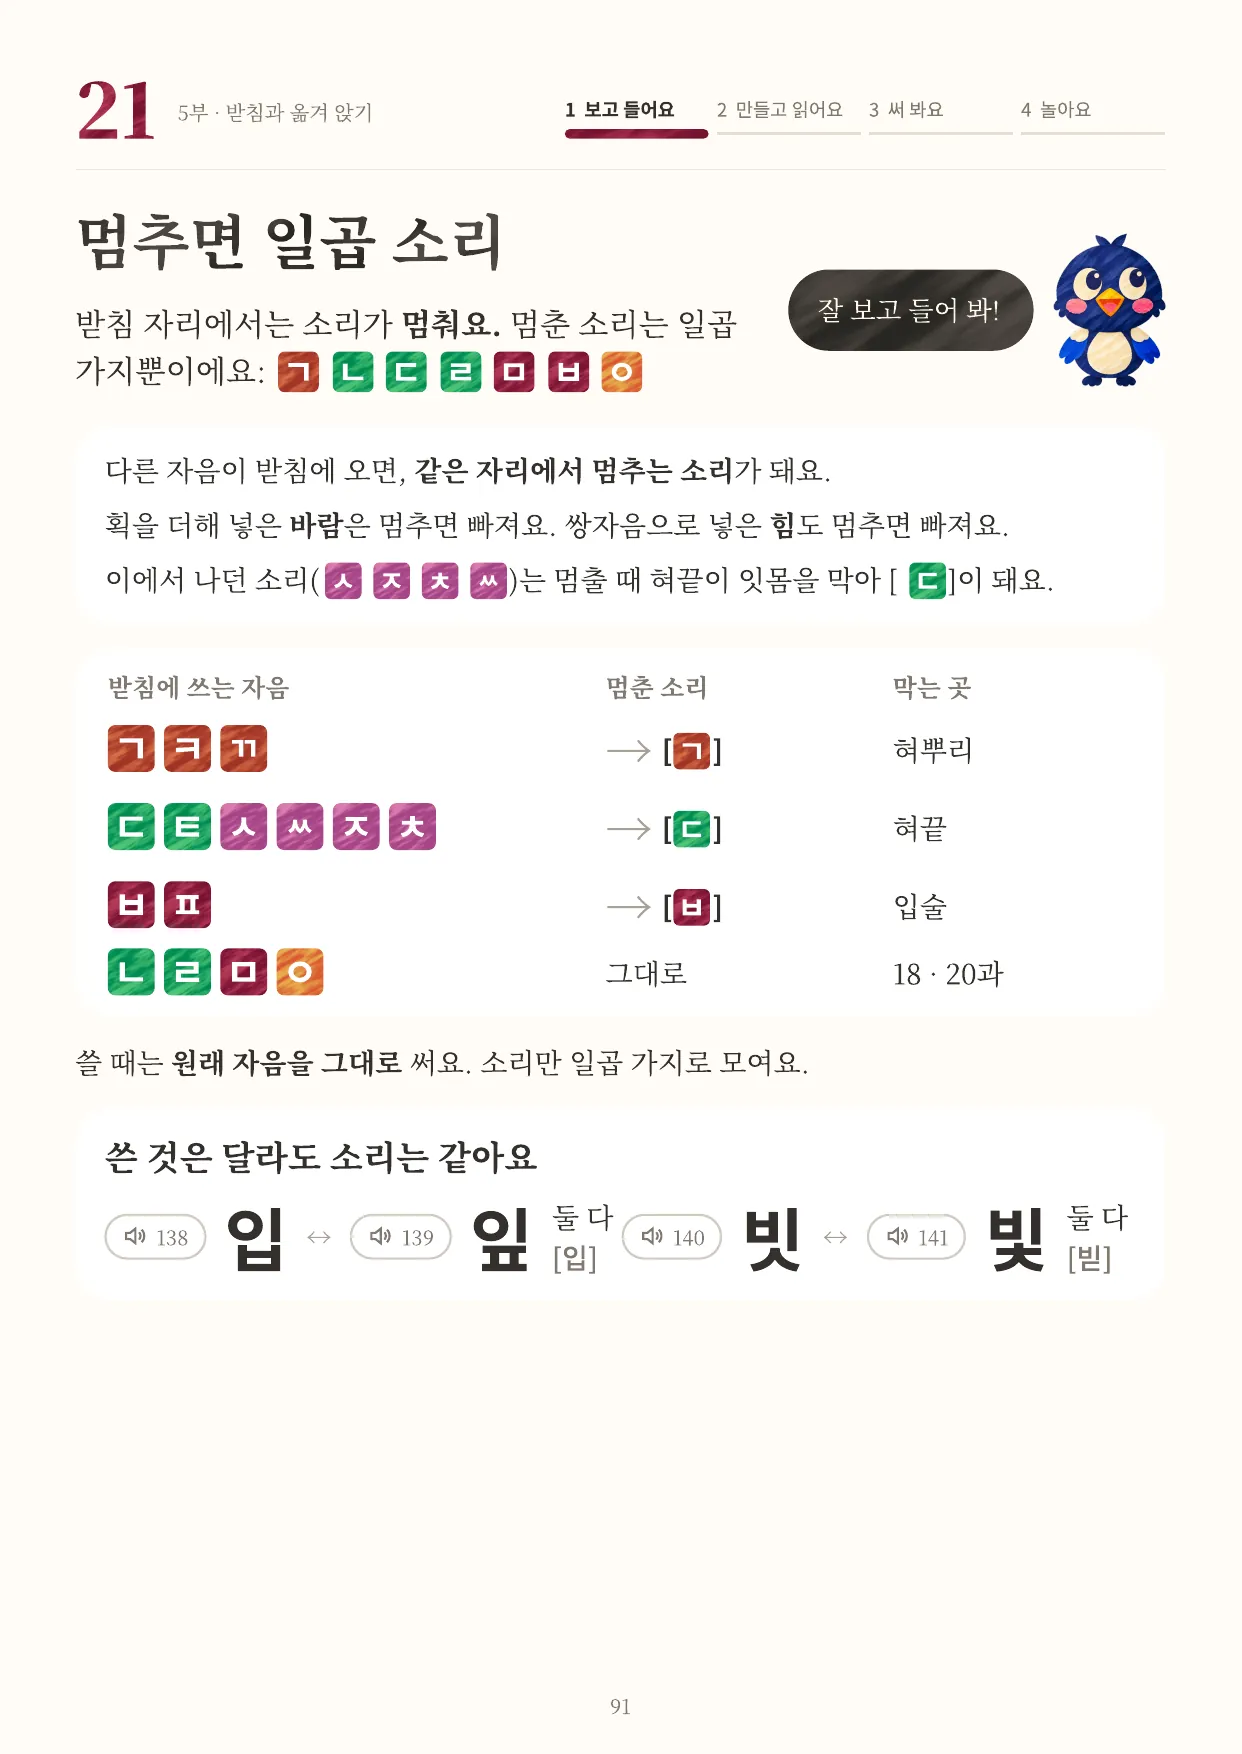 21 5부 · 받침과 옮겨 앉기
1 보고 들어요 2 만들고 읽어요 3 써 봐요 4 놀아요
멈추면 일곱 소리
받침 자리에서는 소리가 멈춰요. 멈춘 소리는 일곱
가지뿐이에요: ㄱ ㄴ ㄷ ㄹ ㅁ ㅂ ㅇ
잘 보고 들어 봐!
다른 자음이 받침에 오면, 같은 자리에서 멈추는 소리가 돼요.
획을 더해 넣은 바람은 멈추면 빠져요. 쌍자음으로 넣은 힘도 멈추면 빠져요.
이에서 나던 소리(ㅅ ㅈ ㅊ ㅆ)는 멈출 때 혀끝이 잇몸을 막아 [ ㄷ]이 돼요.
받침에 쓰는 자음 멈춘 소리 막는 곳
ㄱ ㅋ ㄲ → [ㄱ] 혀뿌리
ㄷ ㅌ ㅅ ㅆ ㅈ ㅊ → [ㄷ] 혀끝
ㅂ ㅍ → [ㅂ] 입술
ㄴ ㄹ ㅁ ㅇ 그대로 18 · 20과
쓸 때는 원래 자음을 그대로 써요. 소리만 일곱 가지로 모여요.
쓴 것은 달라도 소리는 같아요
138 입 ↔ 139 잎 둘 다 [입] 140 빗 ↔ 141 빛 둘 다 [빋]
91